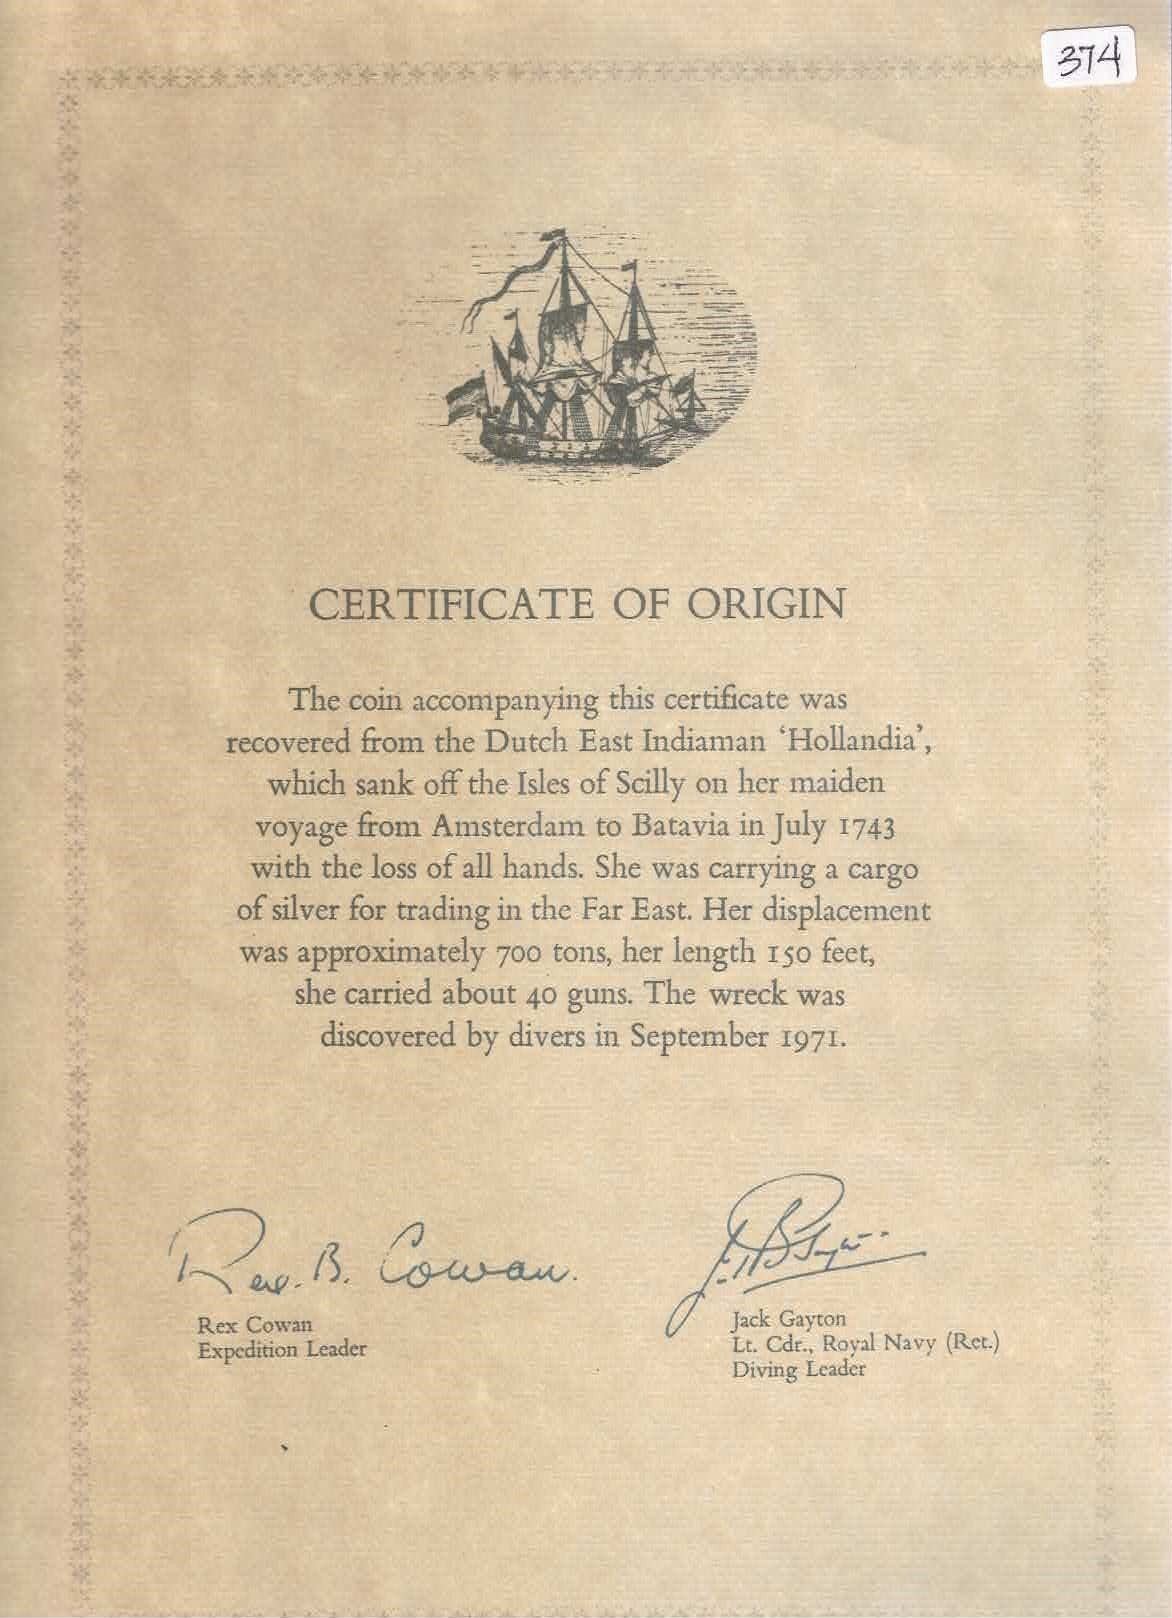 374
CERTIFICATE OF ORIGIN
The coin accompanying this certificate was
recovered from the Dutch East Indiaman ‘Hollandia’,
which sank off the Isles of Scilly on her maiden
voyage from Amsterdam to Batavia in July 1743
with the loss of all hands. She was carrying a cargo
of silver for trading in the Far East. Her displacement
was approximately 700 tons, her length 150 feet,
she carried about 40 guns. The wreck was
discovered by divers in September 1971.
Rex. B. Cowan.
Rex Cowan
Expedition Leader
Jack Gayton
Lt. Cdr., Royal Navy (Ret.)
Diving Leader